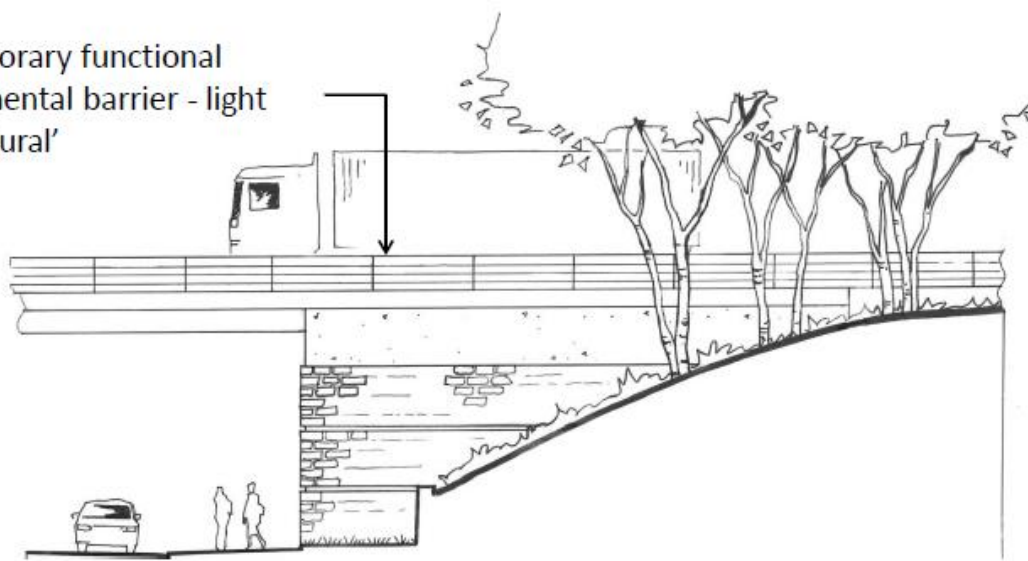 orary functional
nental barrier - light
ural’